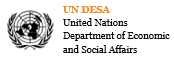 UN DESA
United Nations
Department of Economic
and Social Affairs